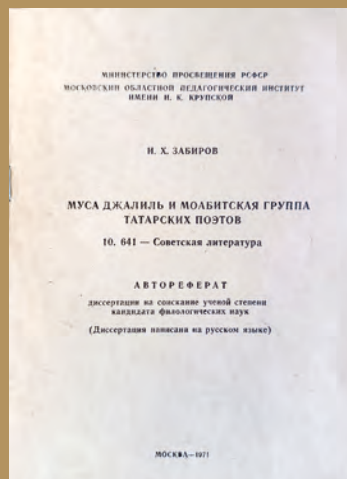 МИНИСТЕРСТВО ПРОСВЕЩЕНИЯ РСФСР
МОСКОВСКИЙ ОБЛАСТНОЙ ПЕДАГОГИЧЕСКИЙ ИНСТИТУТ
ИМЕНИ Н. К. КРУПСКОЙ
И. Х. ЗАБИРОВ
МУСА ДЖАЛИЛЬ И МОАБИТСКАЯ ГРУППА
ТАТАРСКИХ ПОЭТОВ
10. 641 — Советская литература
АВТОРЕФЕРАТ
диссертации на соискание ученой степени
кандидата филологических наук
(Диссертация написана на русском языке)
МОСКВА—1971